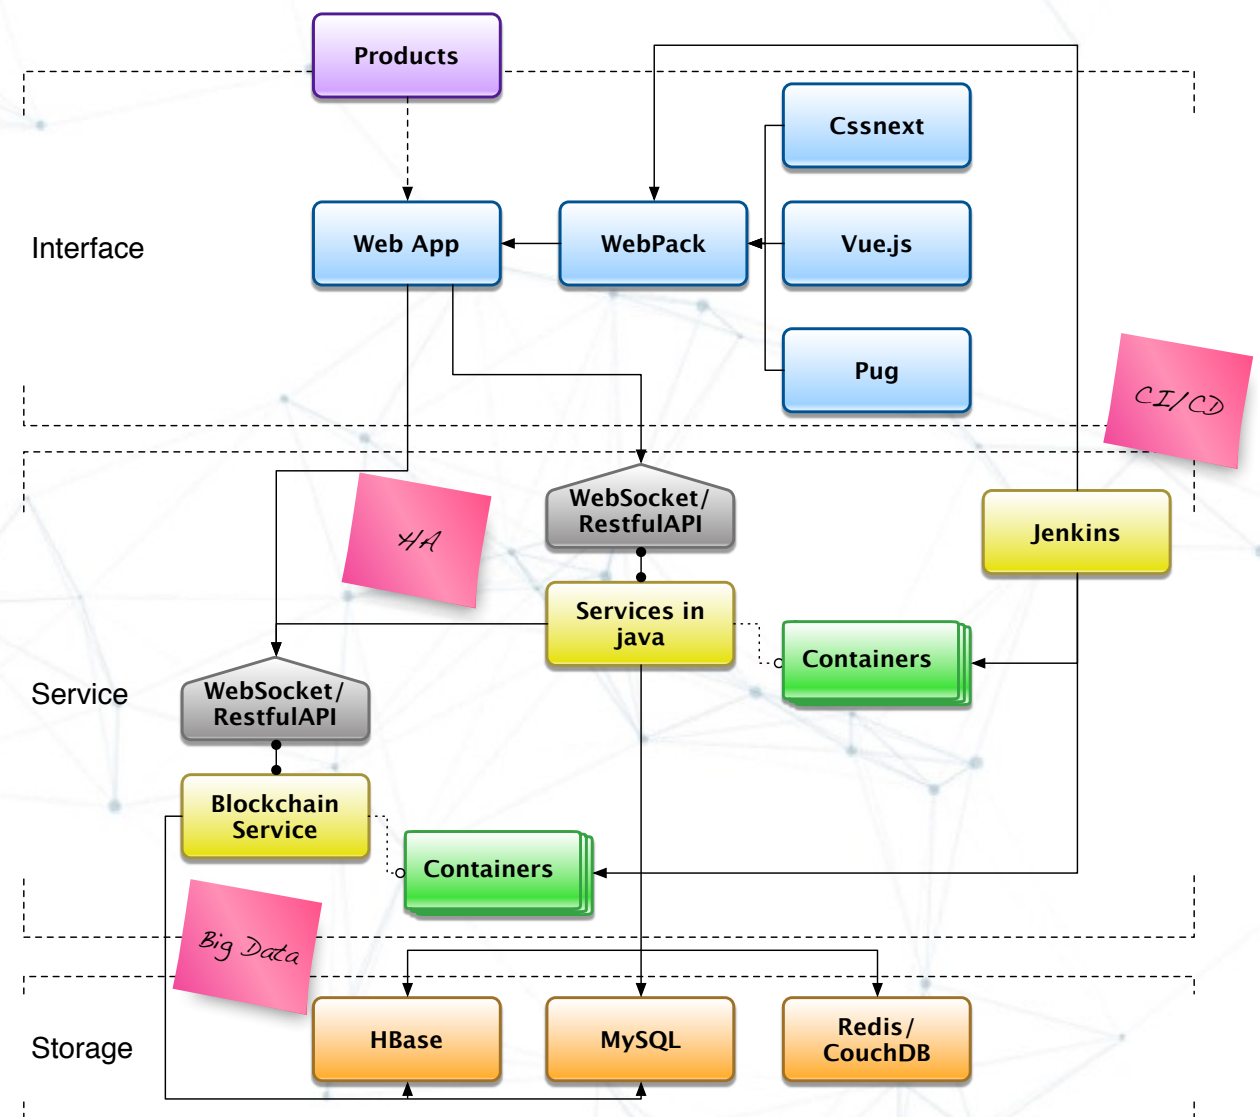 Products
Cssnext
Interface
Web App
WebPack
Vue.js
Pug
CI/CD
HA
WebSocket/
RestfulAPI
Jenkins
Services in
java
Containers
Service
WebSocket/
RestfulAPI
Blockchain
Service
Containers
Big Data
Storage
HBase
MySQL
Redis/
CouchDB